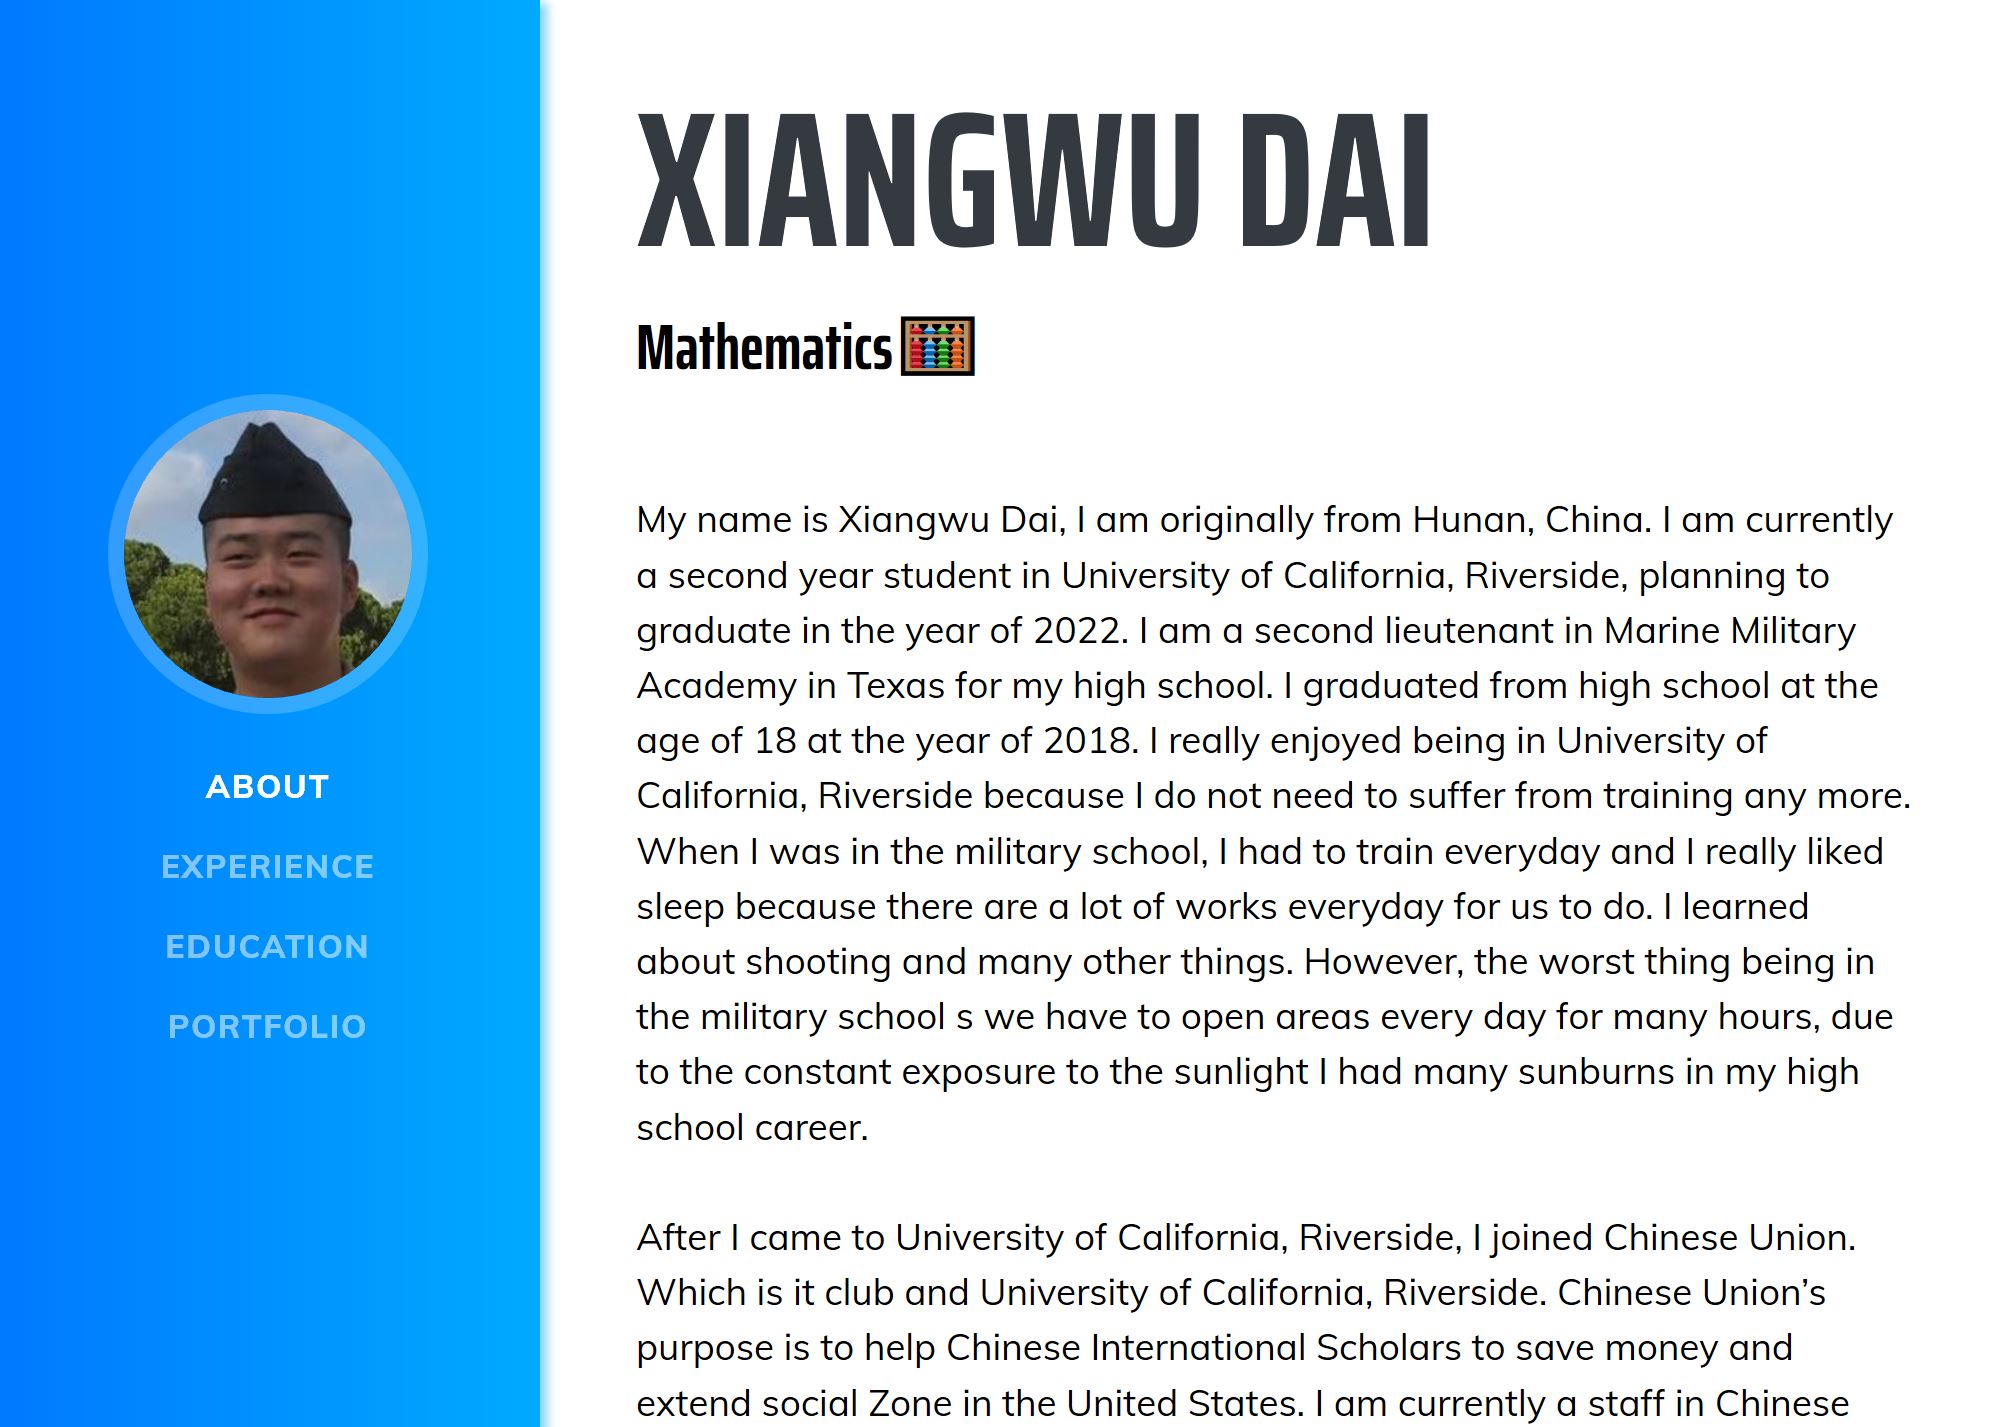 XIANGWU DAI
Mathematics 🧮
ABOUT
EXPERIENCE
EDUCATION
PORTFOLIO
My name is Xiangwu Dai, I am originally from Hunan, China. I am currently
a second year student in University of California, Riverside, planning to
graduate in the year of 2022. I am a second lieutenant in Marine Military
Academy in Texas for my high school. I graduated from high school at the
age of 18 at the year of 2018. I really enjoyed being in University of
California, Riverside because I do not need to suffer from training any more.
When I was in the military school, I had to train everyday and I really liked
sleep because there are a lot of works everyday for us to do. I learned
about shooting and many other things. However, the worst thing being in
the military school s we have to open areas every day for many hours, due
to the constant exposure to the sunlight I had many sunburns in my high
school career.
After I came to University of California, Riverside, I joined Chinese Union.
Which is it club and University of California, Riverside. Chinese Union’s
purpose is to help Chinese International Scholars to save money and
extend social Zone in the United States. I am currently a staff in Chinese